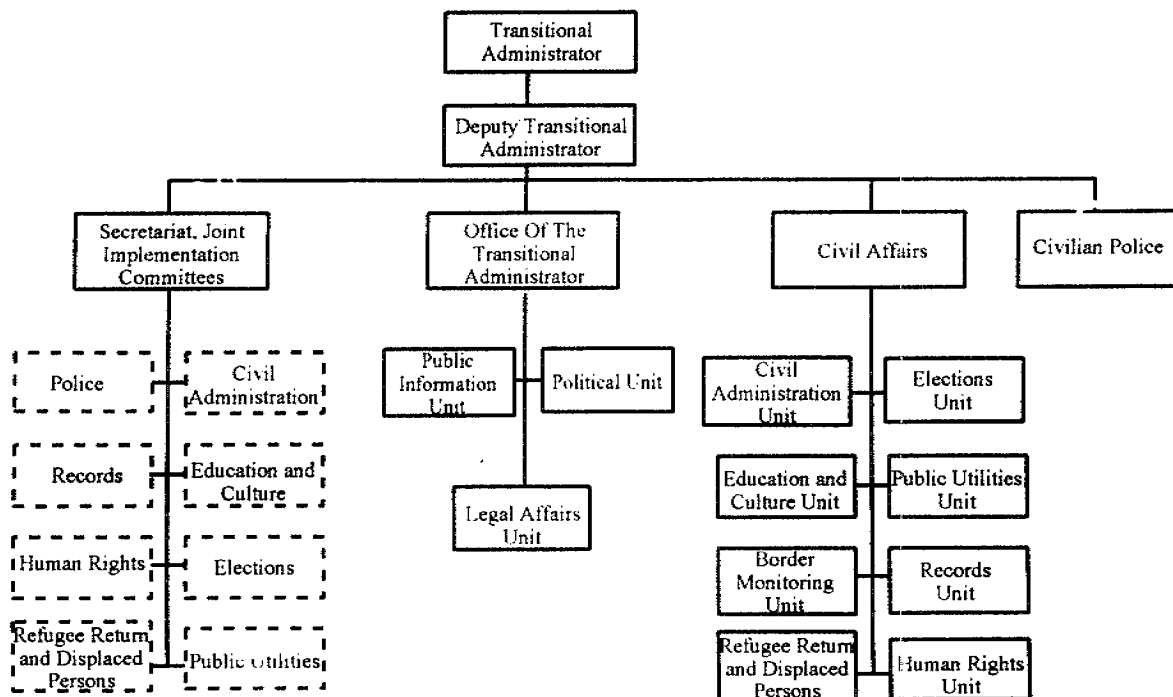 Transitional
Administrator
Deputy Transitional
Administrator
Secretariat, Joint
Implementation
Committees
Office Of The
Transitional
Administrator
Civil Affairs
Civilian Police
Police
Civil
Administration
Records
Education and
Culture
Human Rights
Elections
Refugee Return
and Displaced
Persons
Public Utilities
Public
Information
Unit
Political Unit
Legal Affairs
Unit
Civil
Administration
Unit
Elections
Unit
Education and
Culture Unit
Public Utilities
Unit
Border
Monitoring
Unit
Records
Unit
Refugee Return
and Displaced
Persons
Human Rights
Unit